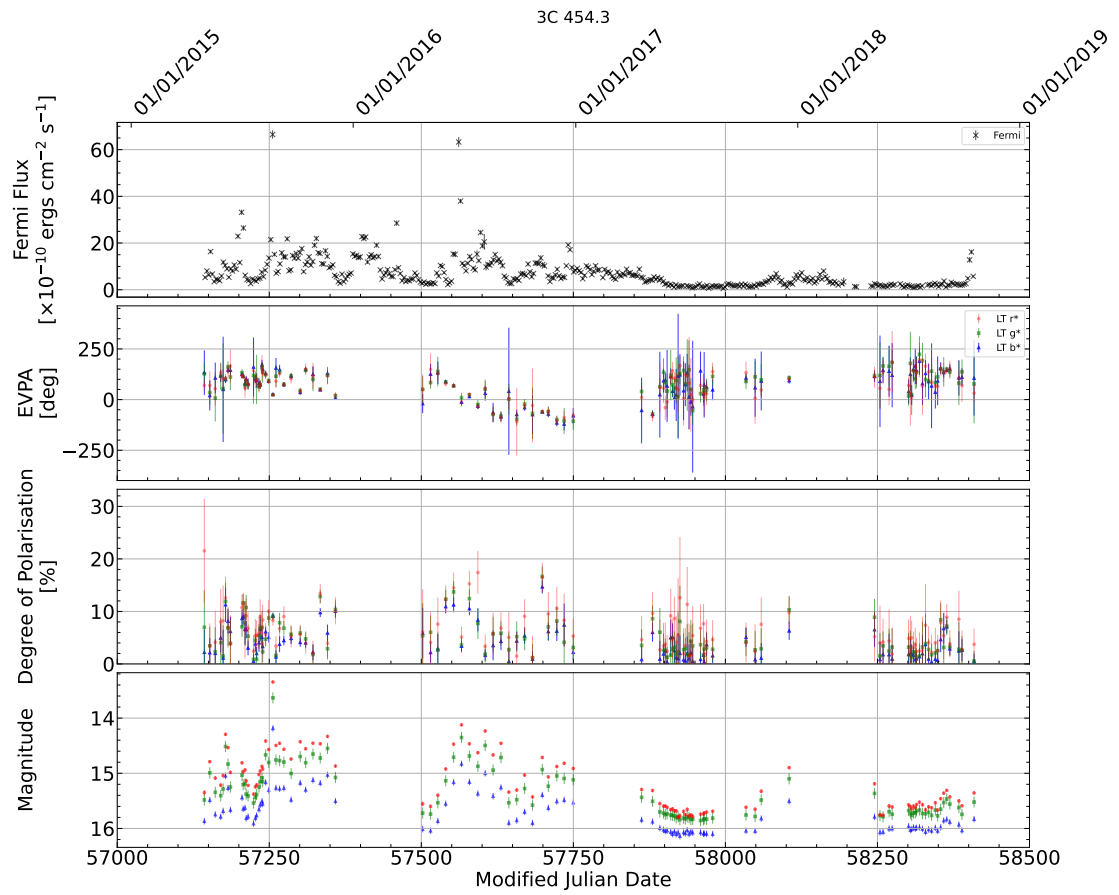 3C 454.3
01/01/2015 01/01/2016 01/01/2017 01/01/2018 01/01/2019
Fermi Flux
[×10−10 ergs cm−2 s−1]
60
40
20
0
Fermi
EVPA
[deg]
250
0
−250
LT r*
LT g*
LT b*
Degree of Polarisation
[%]
30
20
10
0
Magnitude
14
15
16
57000 57250 57500 57750 58000 58250 58500
Modified Julian Date